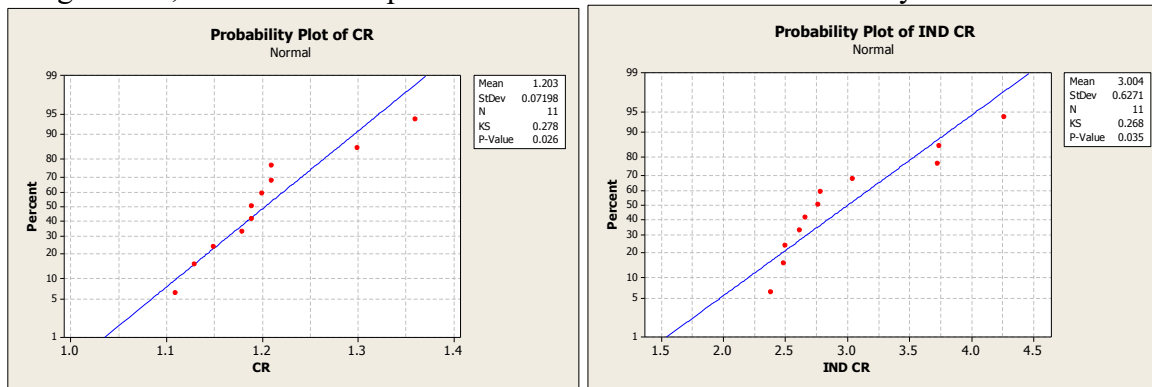 Probability Plot of CR
Normal
99
95
90
80
70
60
50
40
30
20
10
5
1
Percent
1.0 1.1 1.2 1.3 1.4
CR
Mean 1.203
StDev 0.07198
N 11
KS 0.278
P-Value 0.026
Probability Plot of IND CR
Normal
99
95
90
80
70
60
50
40
30
20
10
5
1
Percent
1.5 2.0 2.5 3.0 3.5 4.0 4.5
IND CR
Mean 3.004
StDev 0.6271
N 11
KS 0.268
P-Value 0.035